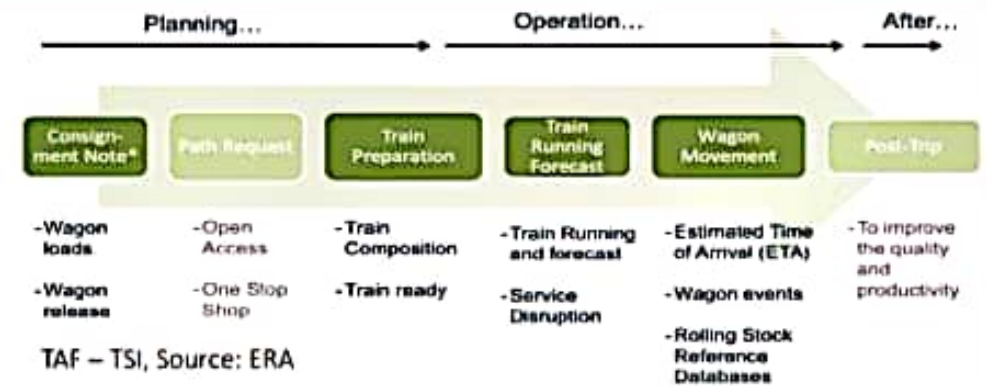 Planning...
Operation...
After...
Consign-
ment Note*
Path Request
Train
Preparation
Train
Running
Forecast
Wagon
Movement
Post-Trip
-Wagon
loads
-Wagon
release
-Open
Access
-One Stop
Shop
-Train
Composition
-Train ready
-Train Running
and forecast
-Service
Disruption
-Estimated Time
of Arrival (ETA)
-Wagon events
-Rolling Stock
Reference
Databases
-To improve
the quality
and
productivity
TAF – TSI, Source: ERA